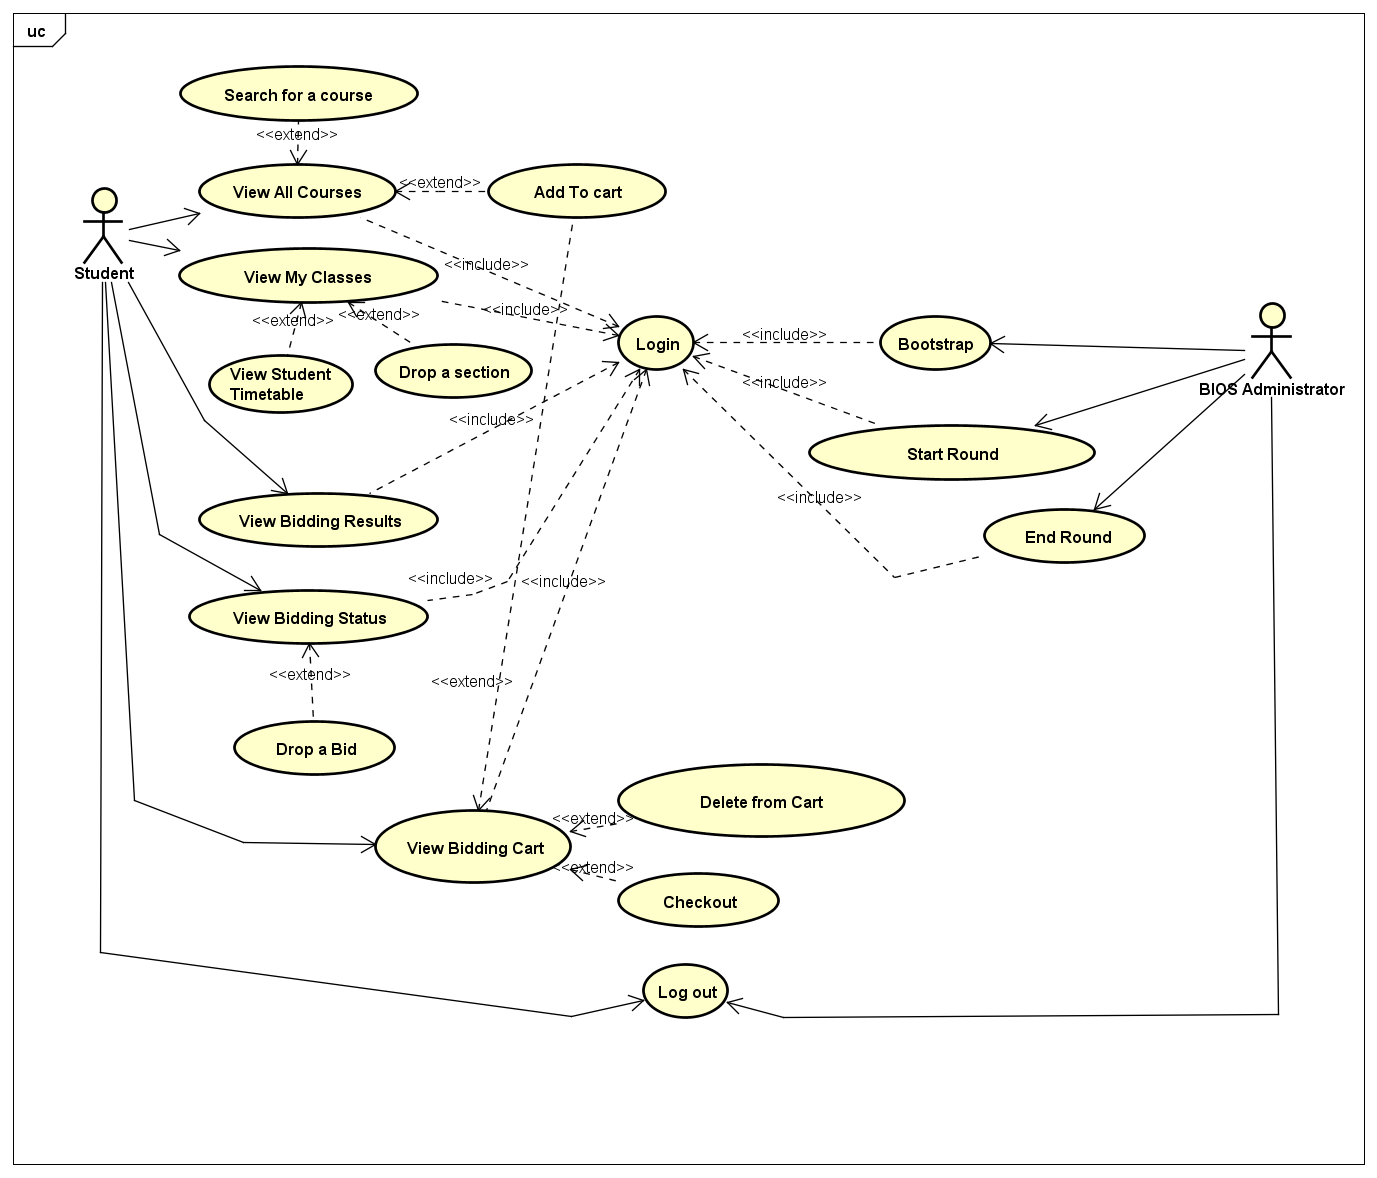 uc
Search for a course
<<extend>>
View All Courses
<<extend>>
Add To cart
Student
<<include>>
View My Classes
<<include>>
<<extend>>
<<extend>>
View Student
Timetable
Drop a section
Login
<<include>>
Bootstrap
<<include>>
BIOS Administrator
<<include>>
Start Round
<<include>>
View Bidding Results
End Round
<<include>>
<<include>>
View Bidding Status
<<extend>>
<<extend>>
Drop a Bid
Delete from Cart
<<extend>>
View Bidding Cart
<<extend>>
Checkout
Log out